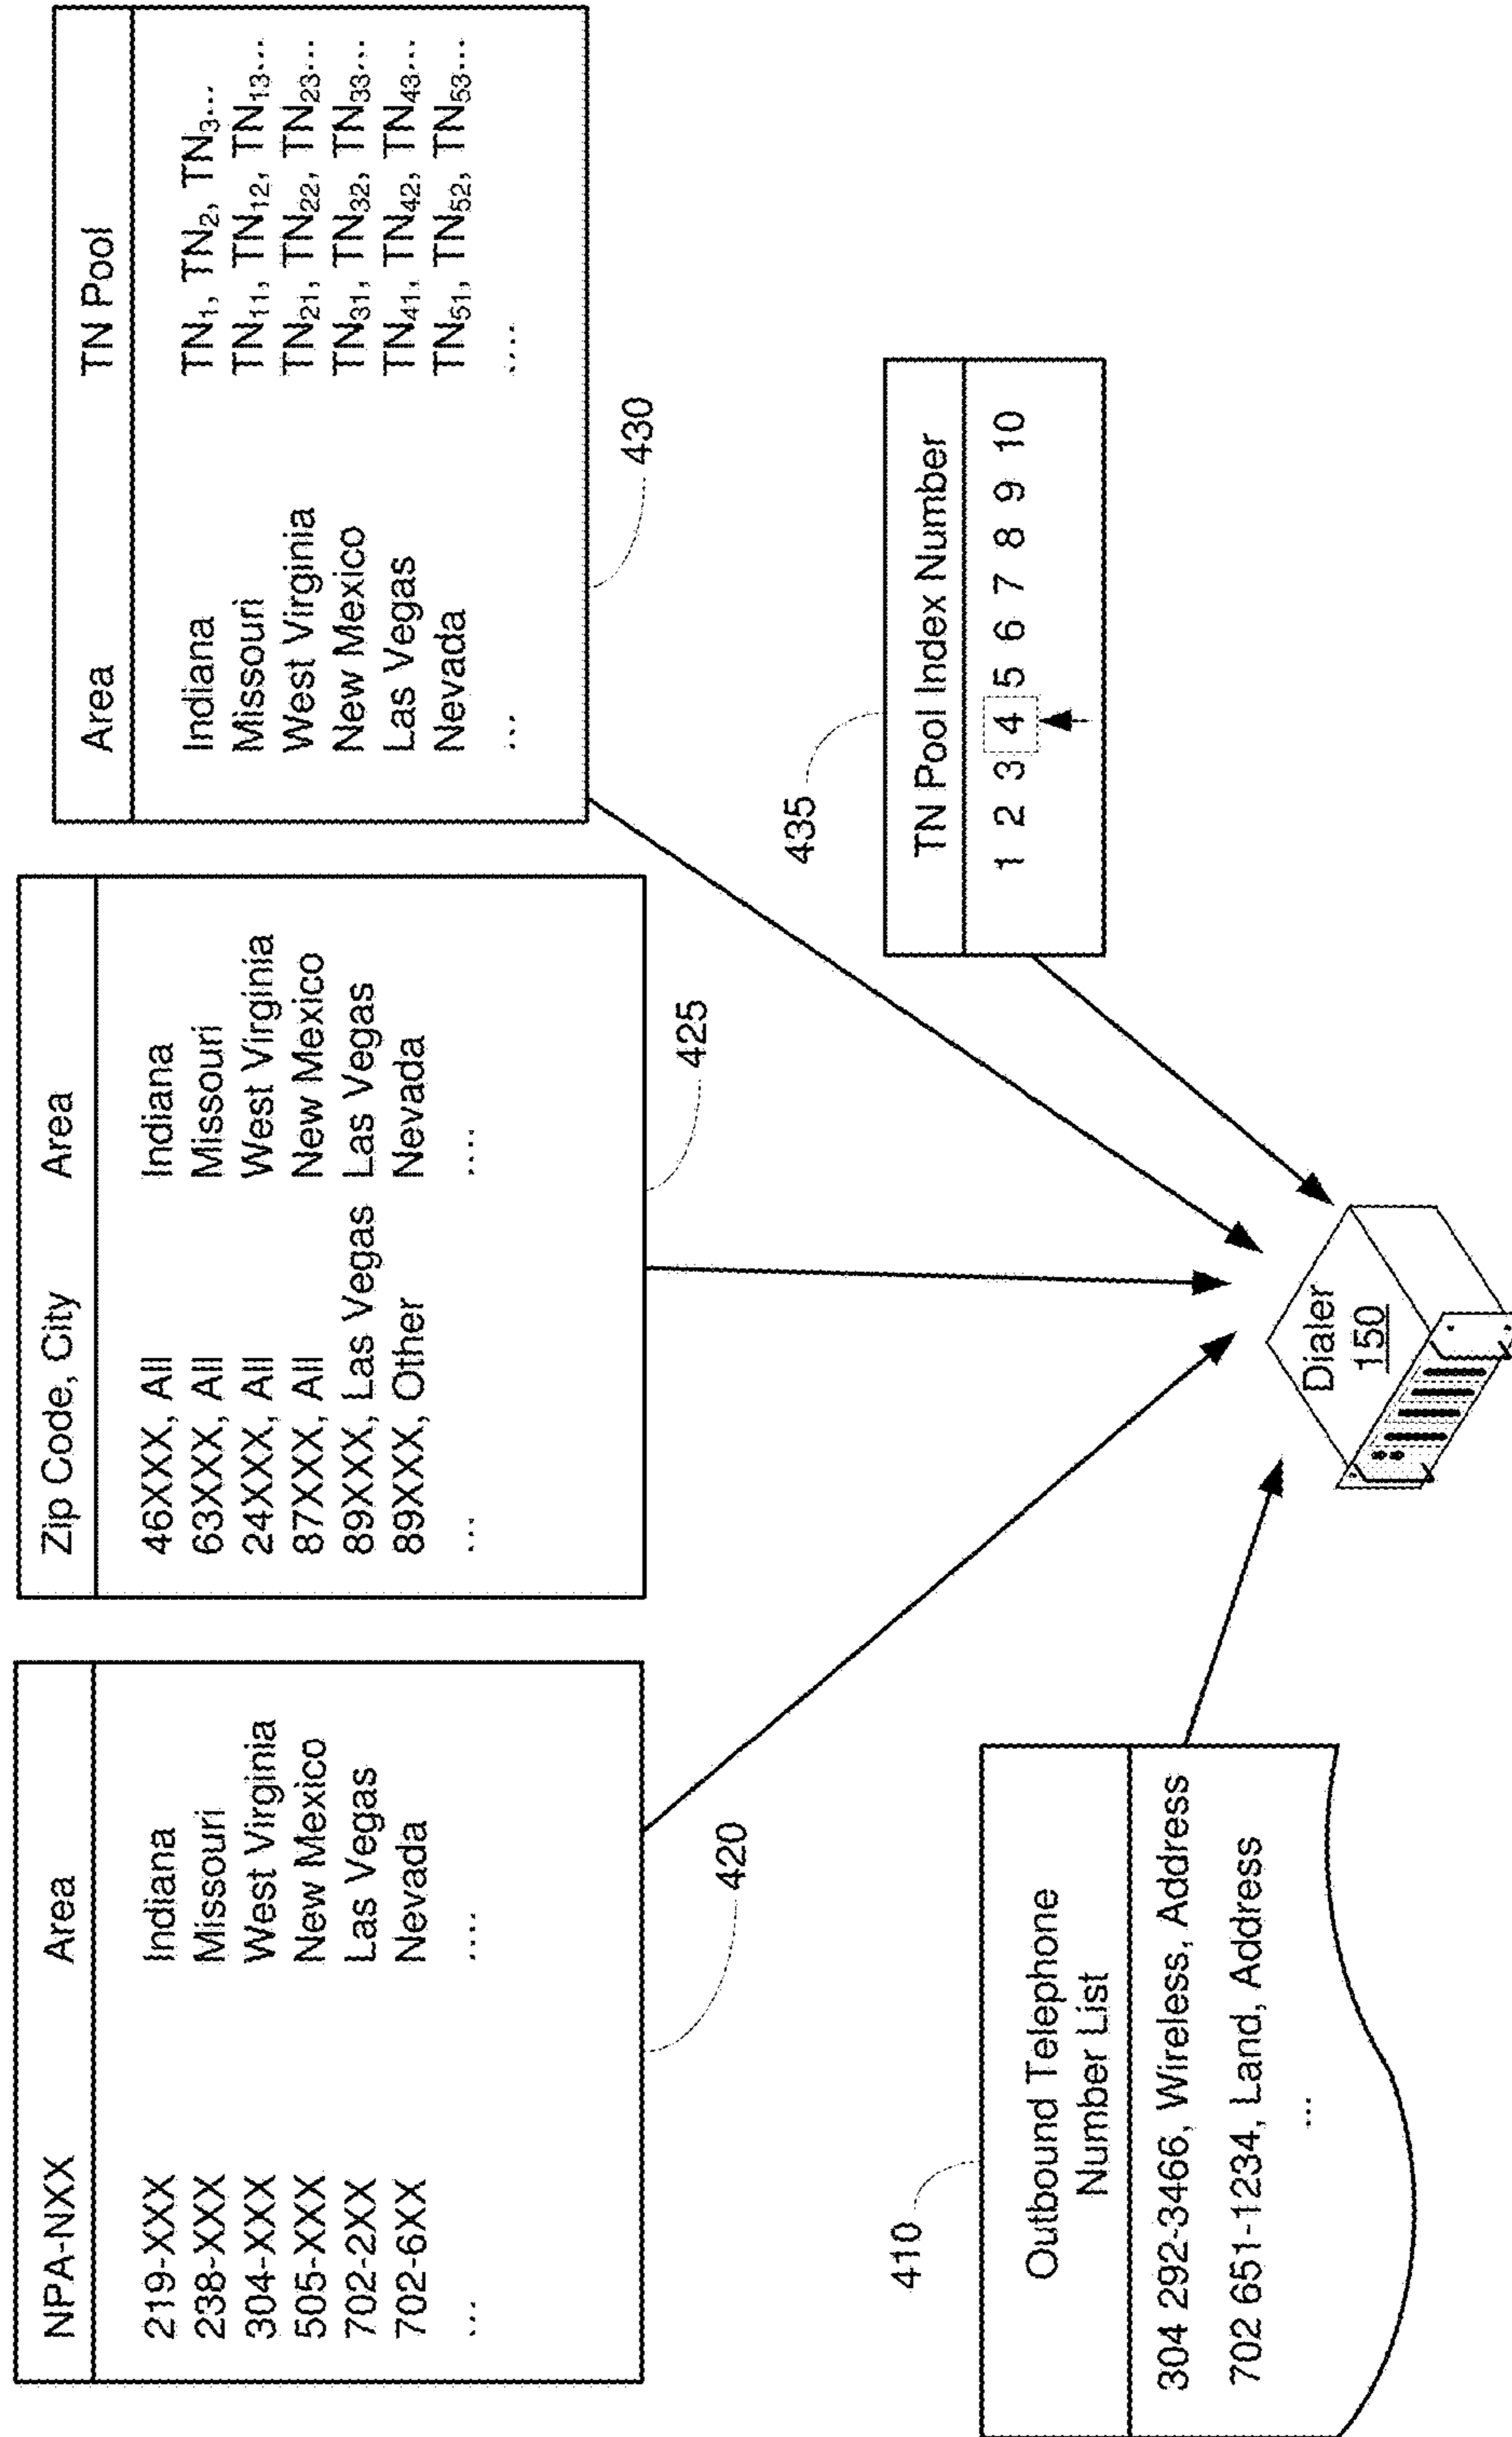 NPA-NXX Area
219-XXX Indiana
238-XXX Missouri
304-XXX West Virginia
505-XXX New Mexico
702-2XX Las Vegas
702-6XX Nevada
... ...
420
Zip Code, City Area
46XXX, All Indiana
63XXX, All Missouri
24XXX, All West Virginia
87XXX, All New Mexico
89XXX, Las Vegas Las Vegas
89XXX, Other Nevada
... ...
425
Area TN Pool
Indiana TN1, TN2, TN3...
Missouri TN11, TN12, TN13...
West Virginia TN21, TN22, TN23...
New Mexico TN31, TN32, TN33...
Las Vegas TN41, TN42, TN43...
Nevada TN51, TN52, TN53...
... ...
430
410
Outbound Telephone
Number List
304 292-3466, Wireless, Address
702 651-1234, Land, Address
...
435
TN Pool Index Number
1 2 3 4 5 6 7 8 9 10
Dialer
150